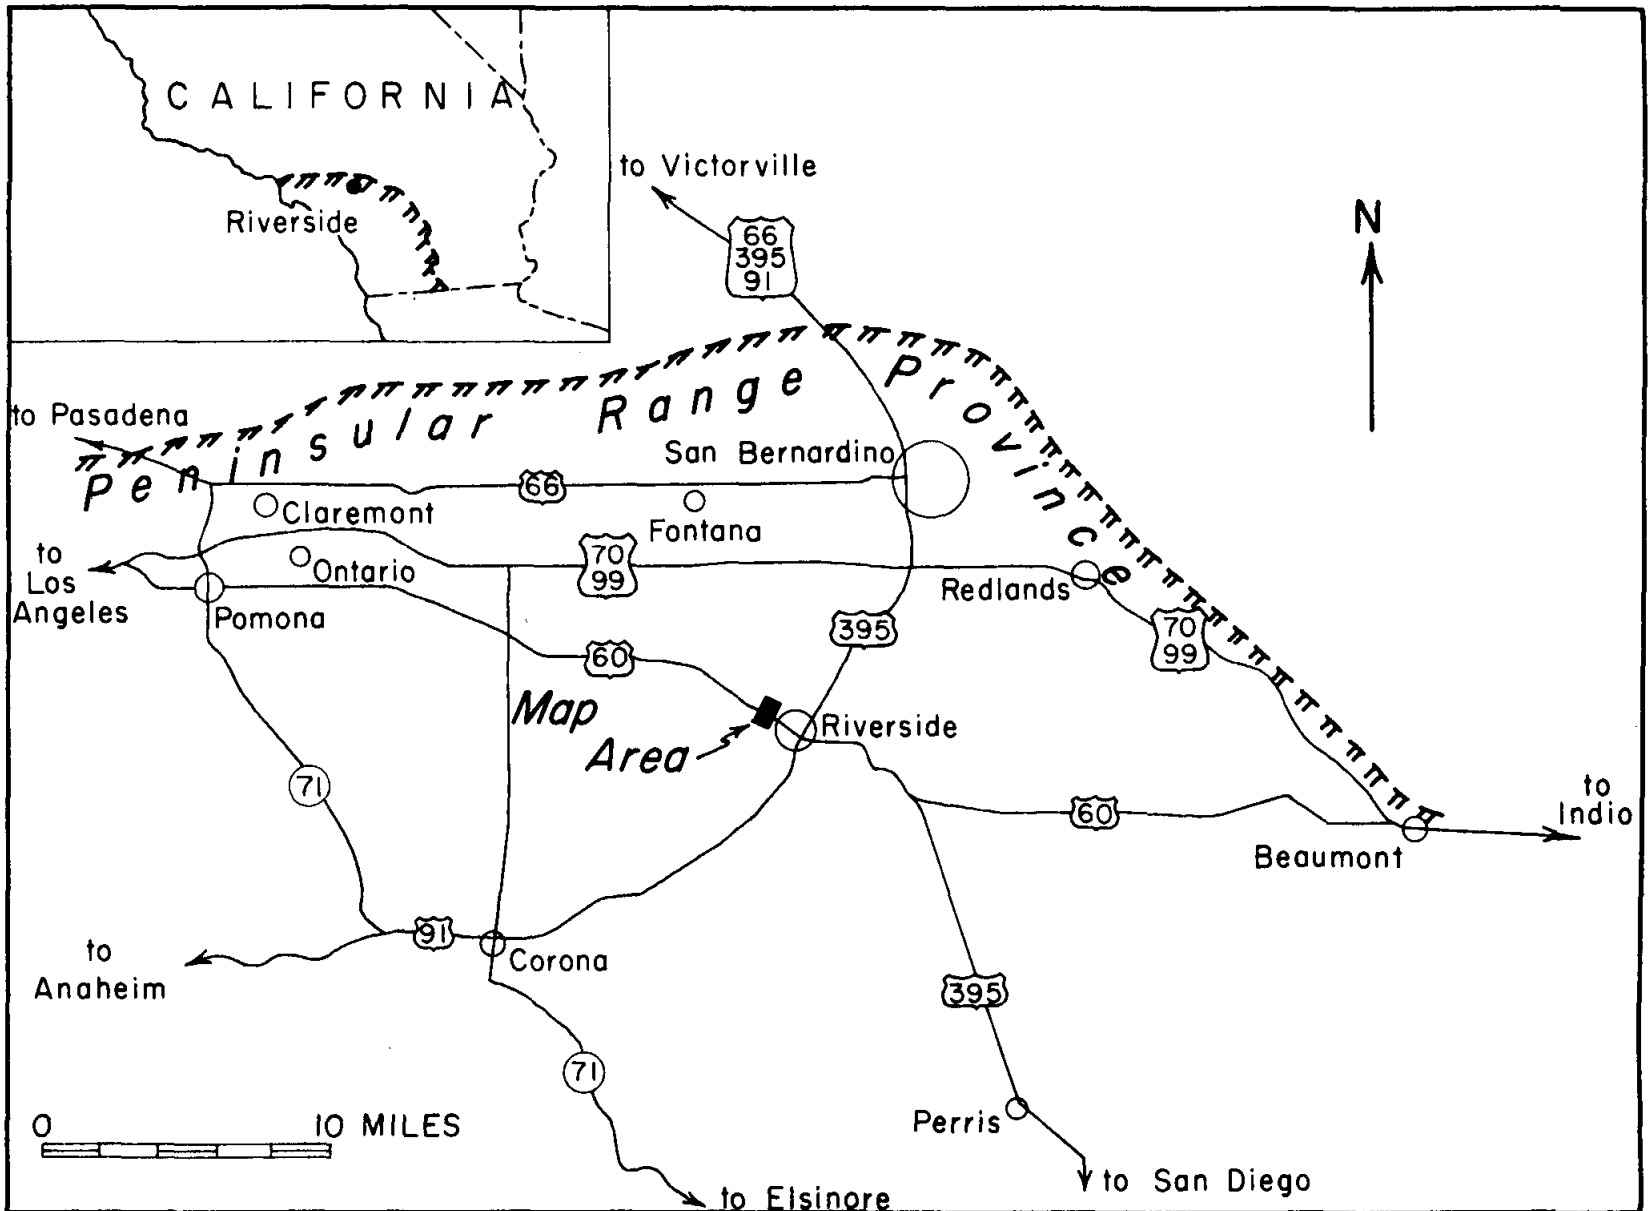 CALIFORNIA
Riverside
to Victorville
66
395
91
N
Peninsular Range Province
to Pasadena
San Bernardino
66
Claremont
Fontana
to
Los
Angeles
Ontario
70
99
Redlands
Pomona
395
70
99
60
Map
Area
Riverside
71
60
to
Indio
Beaumont
91
to
Anaheim
Corona
395
71
0 10 MILES
Perris
to San Diego
to Elsinore